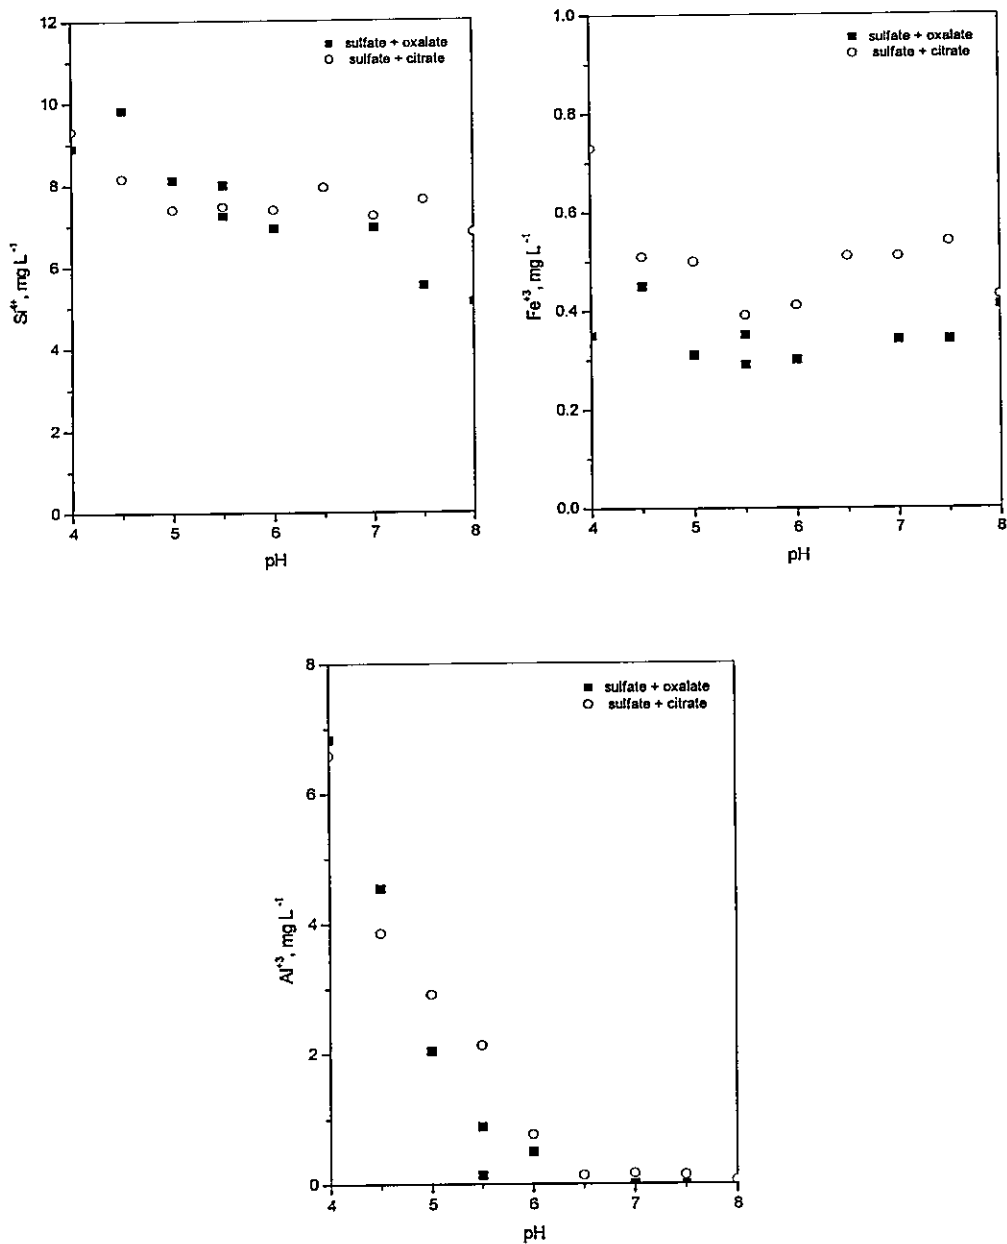 12
10
8
6
4
2
0
Si⁴⁺, mg L⁻¹
■ sulfate + oxalate
○ sulfate + citrate
4 5 6 7 8
pH
1.0
0.8
0.6
0.4
0.2
0.0
Fe⁺³, mg L⁻¹
■ sulfate + oxalate
○ sulfate + citrate
4 5 6 7 8
pH
8
6
4
2
0
Al⁺³, mg L⁻¹
■ sulfate + oxalate
○ sulfate + citrate
4 5 6 7 8
pH